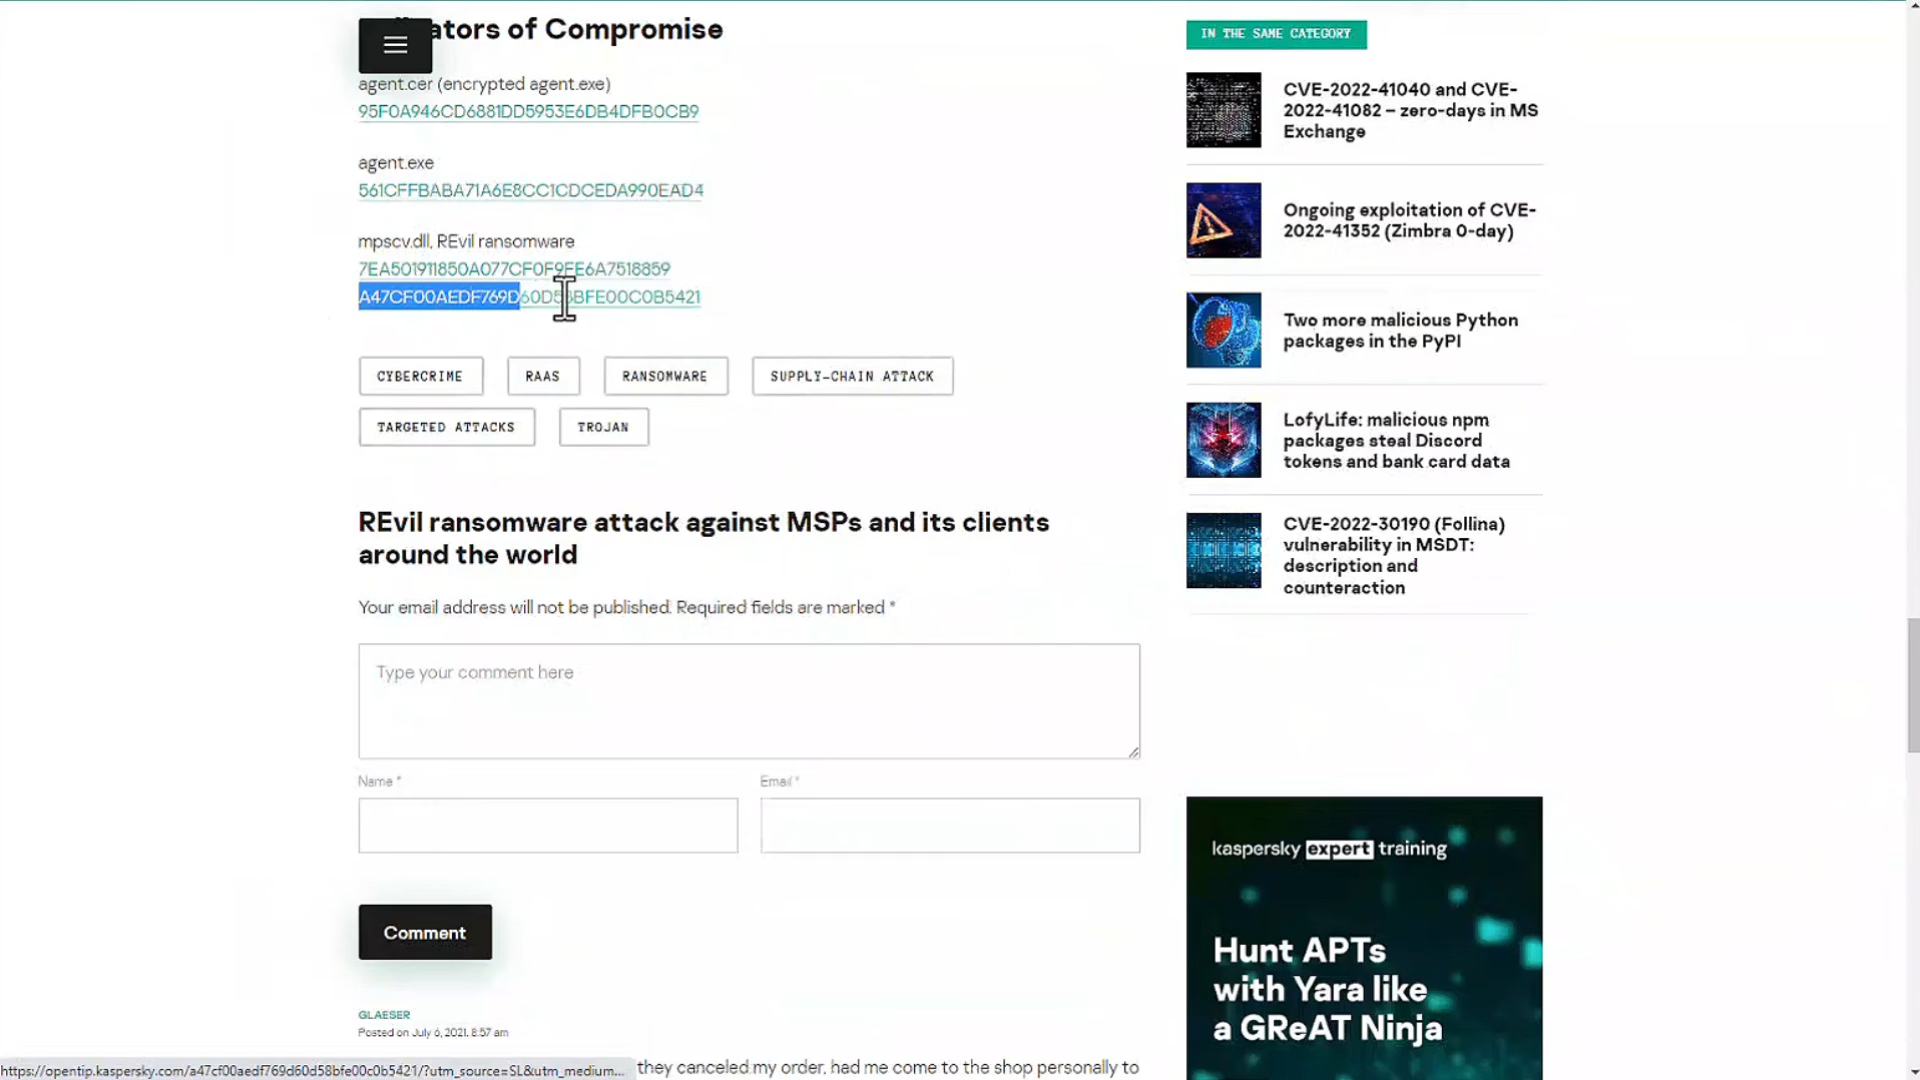 ators of Compromise
agent.cer (encrypted agent.exe)
95F0A946CD6881DD5953E6DB4DFB0CB9
agent.exe
561CFFBABA71A6E8CC1CDCEDA990EAD4
mpscv.dll, REvil ransomware
7EA501911850A077CF0F9FE6A7518859
A47CF00AEDF769D60D58BFE00C0B5421
CYBERCRIME
RAAS
RANSOMWARE
SUPPLY-CHAIN ATTACK
TARGETED ATTACKS
TROJAN
REvil ransomware attack against MSPs and its clients
around the world
Your email address will not be published. Required fields are marked *
Type your comment here
Name *
Email *
Comment
GLAESER
Posted on July 6, 2021. 8:57 am
they canceled my order, had me come to the shop personally to
https://opentip.kaspersky.com/a47cf00aedf769d60d58bfe00c0b5421/?utm_source=SL&utm_medium...
IN THE SAME CATEGORY
CVE-2022-41040 and CVE-
2022-41082 – zero-days in MS
Exchange
Ongoing exploitation of CVE-
2022-41352 (Zimbra 0-day)
Two more malicious Python
packages in the PyPI
LofyLife: malicious npm
packages steal Discord
tokens and bank card data
CVE-2022-30190 (Follina)
vulnerability in MSDT:
description and
counteraction
kaspersky expert training
Hunt APTs
with Yara like
a GReAT Ninja